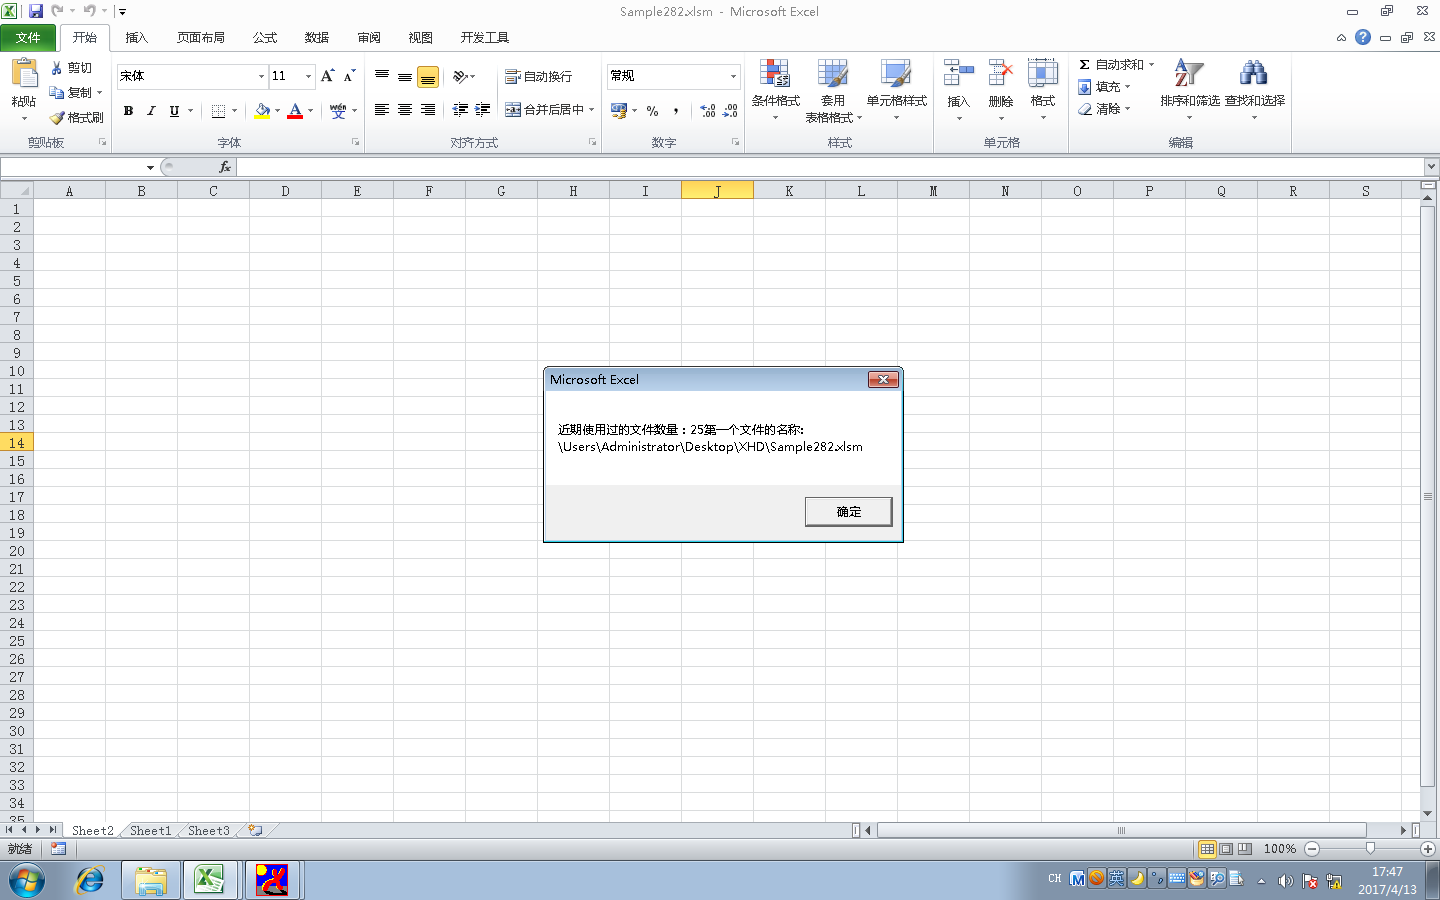 Sample282.xlsm - Microsoft Excel
文件 开始 插入 页面布局 公式 数据 审阅 视图 开发工具
粘贴
剪切
复制
格式刷
剪贴板
宋体 11
B I U
A
wén
文
字体
自动换行
合并后居中
对齐方式
常规
% ,
数字
条件格式
套用
表格格式
单元格样式
样式
插入
删除
格式
单元格
Σ 自动求和
填充
清除
排序和筛选
查找和选择
编辑
fx
A B C D E F G H I J K L M N O P Q R S
1
2
3
4
5
6
7
8
9
10
11
12
13
14
15
16
17
18
19
20
21
22
23
24
25
26
27
28
29
30
31
32
33
34
35
Microsoft Excel
近期使用过的文件数量：25第一个文件的名称:
\Users\Administrator\Desktop\XHD\Sample282.xlsm
确定
Sheet2 Sheet1 Sheet3
就绪
100%
CH
英
17:47
2017/4/13